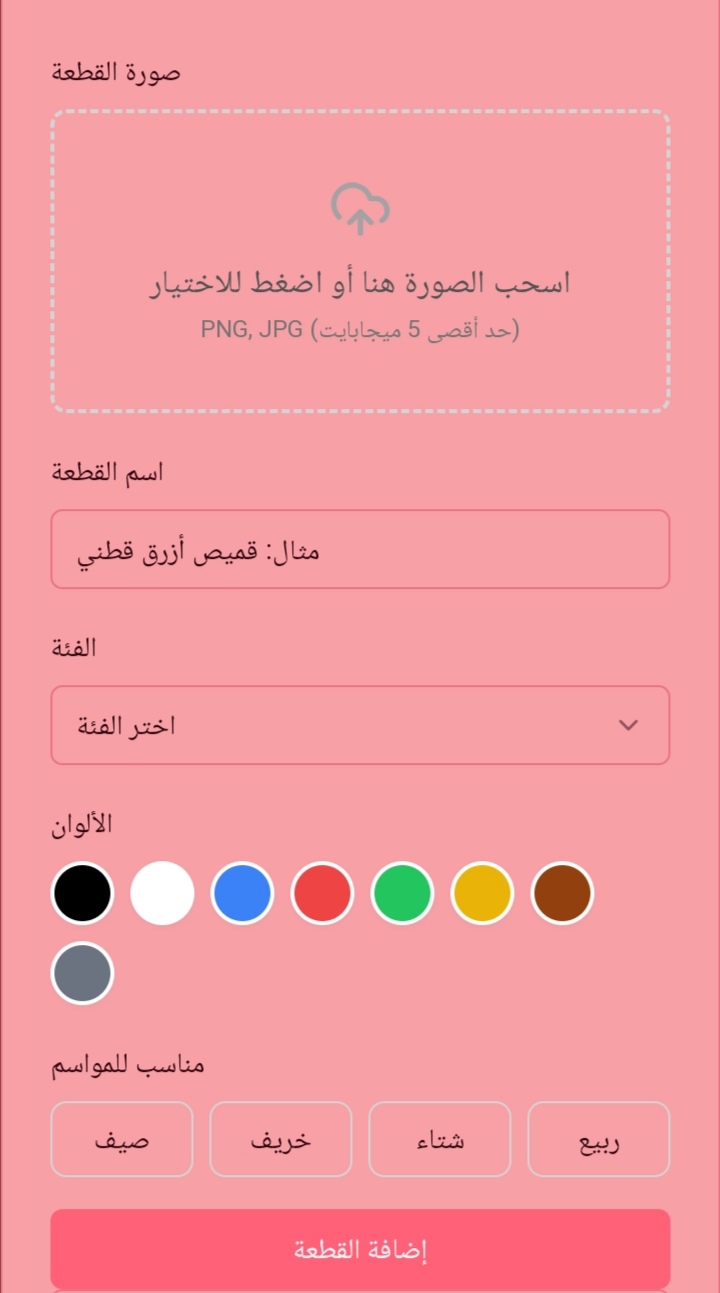 صورة القطعة
اسحب الصورة هنا أو اضغط للاختيار
PNG, JPG (حد أقصى 5 ميجابايت)
اسم القطعة
مثال: قميص أزرق قطني
الفئة
اختر الفئة
الألوان
مناسب للمواسم
ربيع
شتاء
خريف
صيف
إضافة القطعة